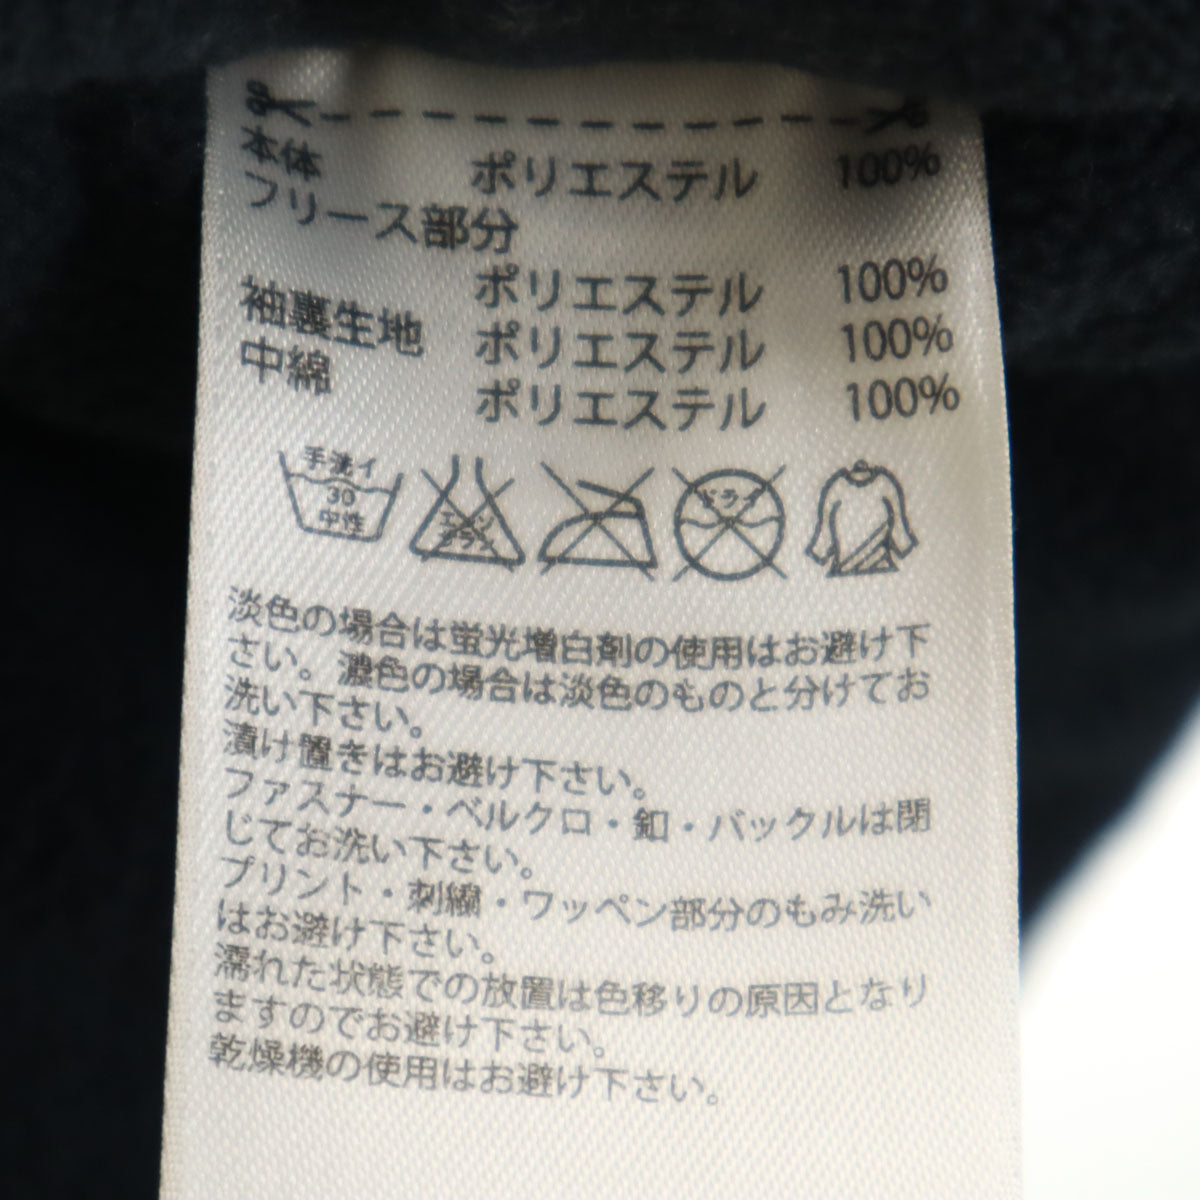 本体 ポリエステル 100%
フリース部分
ポリエステル 100%
袖裏生地 ポリエステル 100%
中綿 ポリエステル 100%
手洗イ
30
中性
エンソ
サラシ
ドライ
淡色の場合は蛍光増白剤の使用はお避け下
さい。濃色の場合は淡色のものと分けてお
洗い下さい。
漬け置きはお避け下さい。
ファスナー・ベルクロ・釦・バックルは閉
じてお洗い下さい。
プリント・刺繍・ワッペン部分のもみ洗い
はお避け下さい。
濡れた状態での放置は色移りの原因となり
ますのでお避け下さい。
乾燥機の使用はお避け下さい。